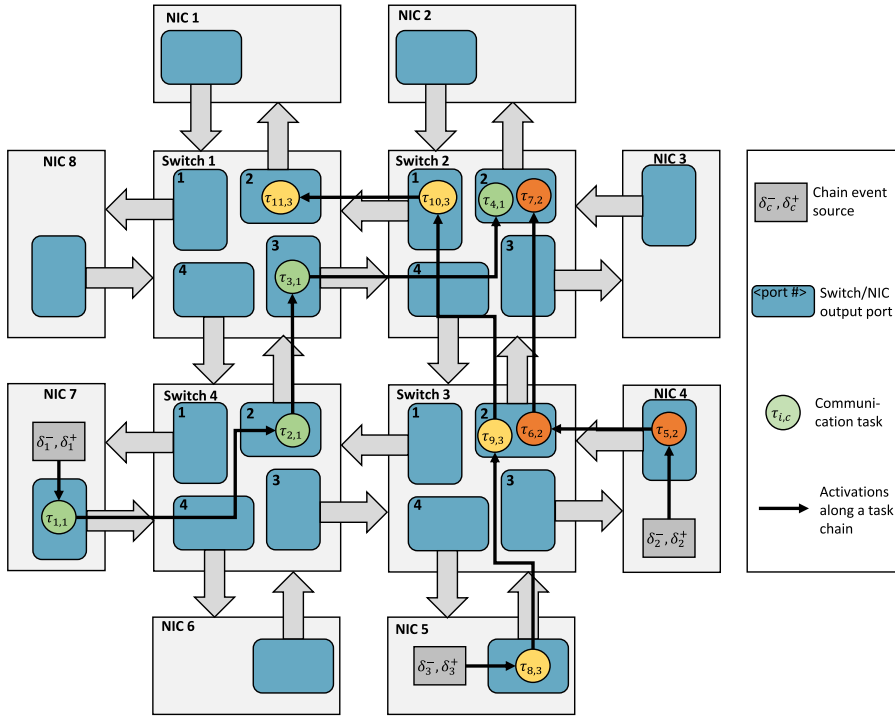 NIC 1
NIC 2
NIC 8
Switch 1
1
2
τ11,3
3
τ3,1
4
Switch 2
1
τ10,3
2
τ4,1
τ7,2
3
4
NIC 3
NIC 7
δ1−, δ1+
τ1,1
Switch 4
1
2
τ2,1
3
4
Switch 3
1
2
τ9,3
τ6,2
3
4
NIC 4
τ5,2
δ2−, δ2+
NIC 6
NIC 5
δ3−, δ3+
τ8,3
δc−, δc+
Chain event
source
<port #>
Switch/NIC
output port
τi,c
Communi-
cation task
Activations
along a task
chain